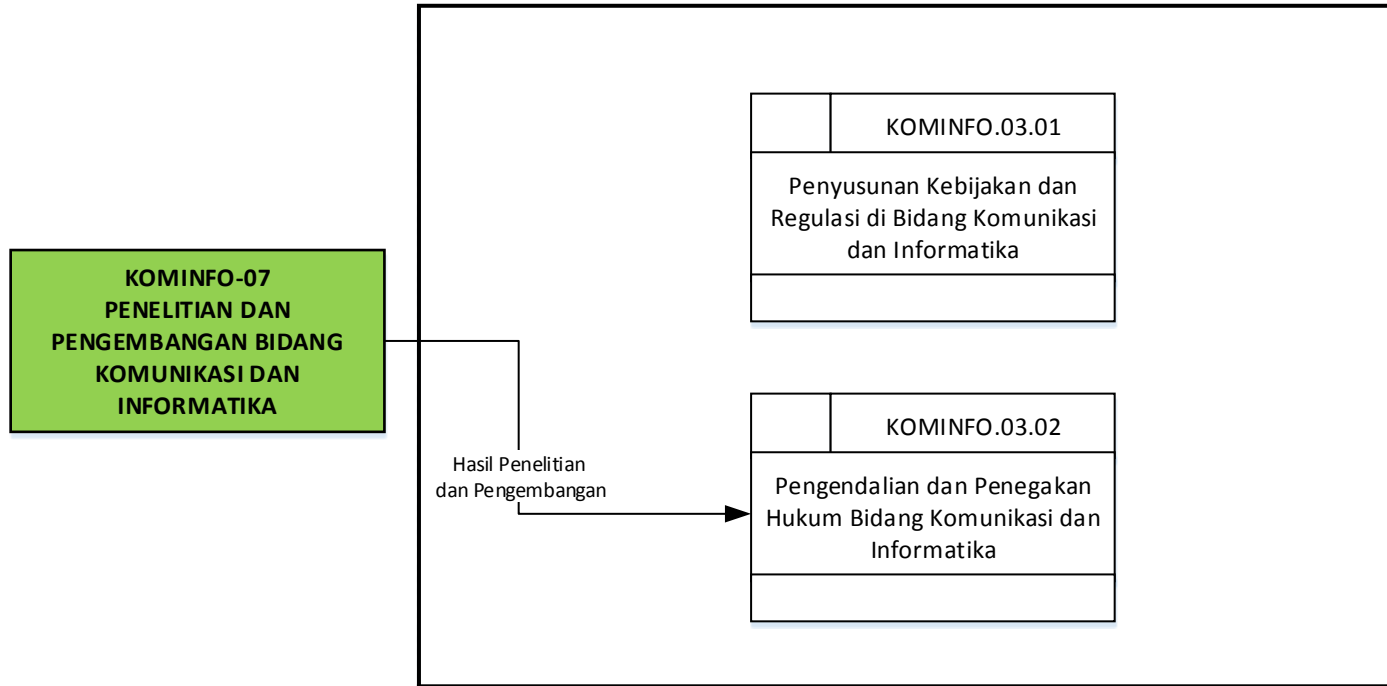 KOMINFO.03.01
Penyusunan Kebijakan dan
Regulasi di Bidang Komunikasi
dan Informatika
KOMINFO-07
PENELITIAN DAN
PENGEMBANGAN BIDANG
KOMUNIKASI DAN
INFORMATIKA
Hasil Penelitian
dan Pengembangan
KOMINFO.03.02
Pengendalian dan Penegakan
Hukum Bidang Komunikasi dan
Informatika